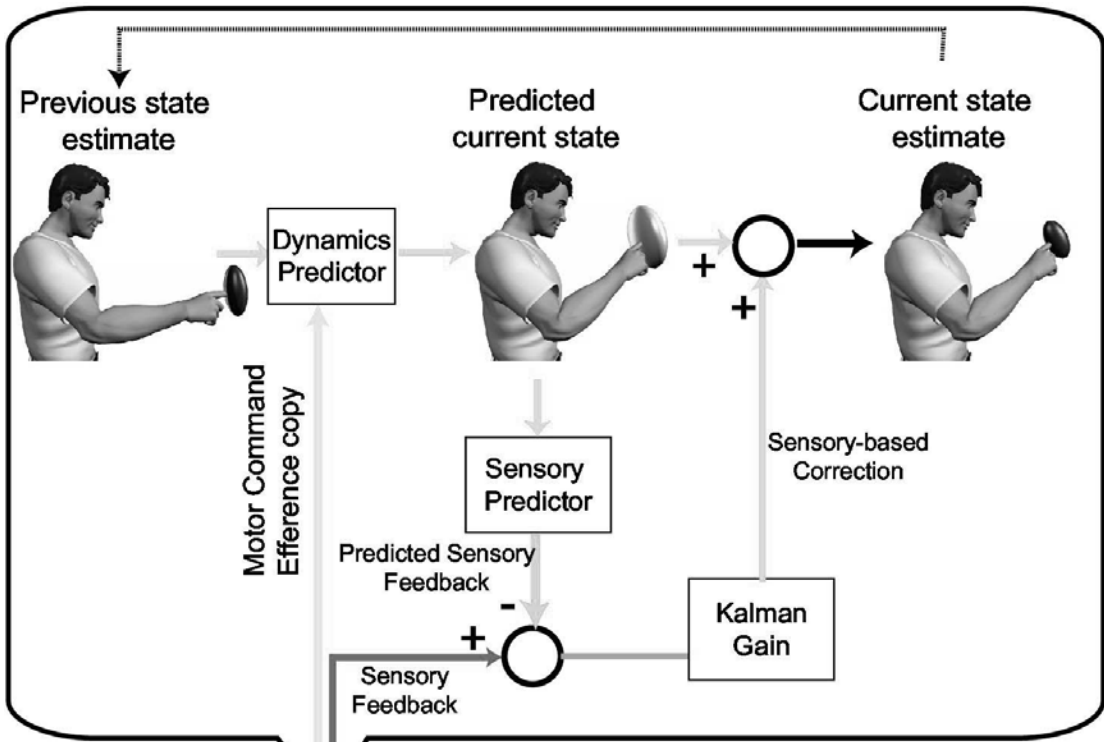 Previous state
estimate
Predicted
current state
Current state
estimate
Dynamics
Predictor
+
+
Motor Command
Efference copy
Sensory
Predictor
Sensory-based
Correction
Predicted Sensory
Feedback
-
+
Kalman
Gain
Sensory
Feedback